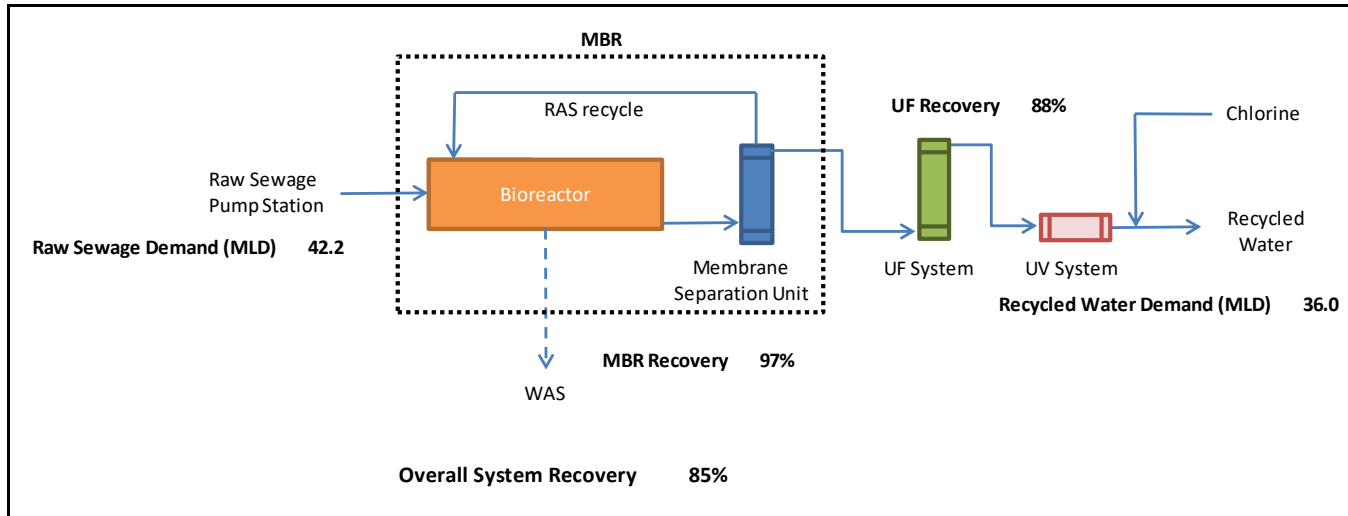 MBR
RAS recycle
UF Recovery 88%
Chlorine
Raw Sewage
Pump Station
Bioreactor
Recycled
Water
Raw Sewage Demand (MLD) 42.2
Membrane
Separation Unit
UF System
UV System
Recycled Water Demand (MLD) 36.0
MBR Recovery 97%
WAS
Overall System Recovery 85%